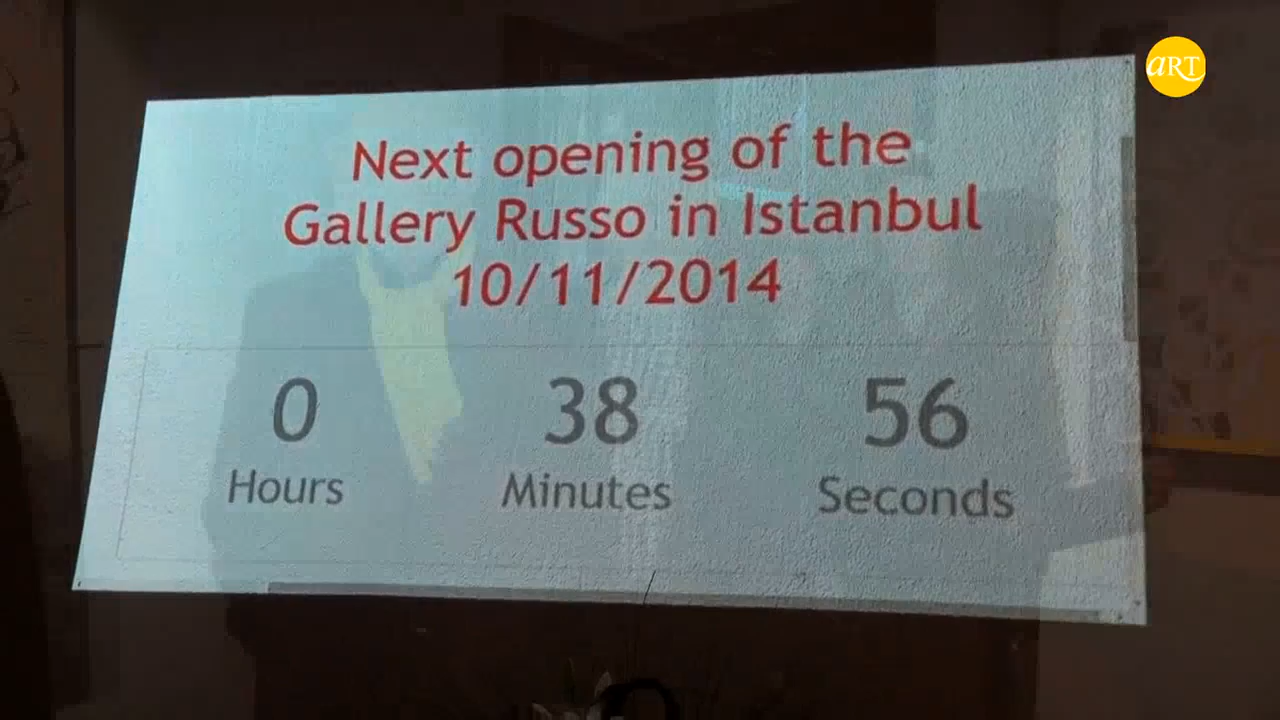 aRT
Next opening of the
Gallery Russo in Istanbul
10/11/2014
0
38
56
Hours
Minutes
Seconds